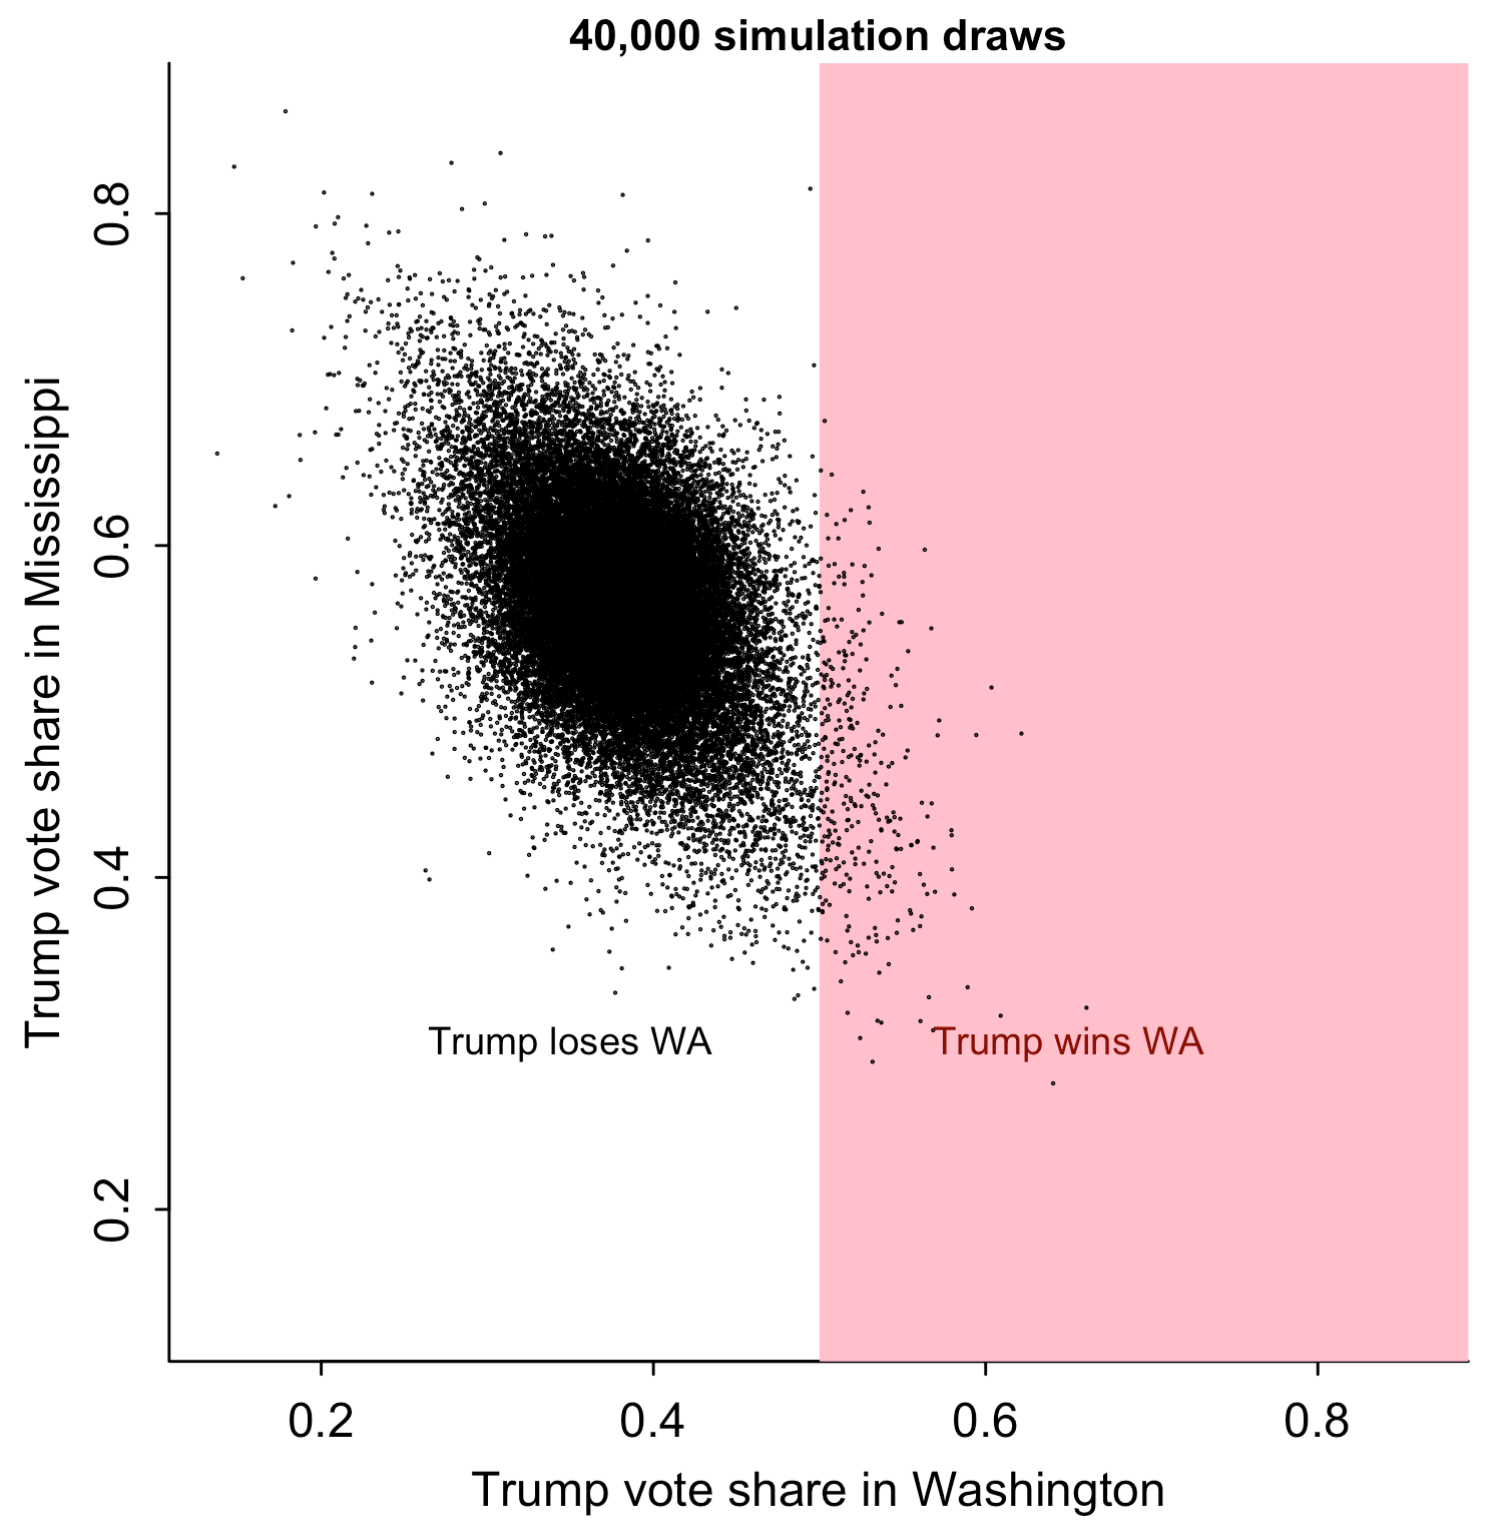 40,000 simulation draws
Trump vote share in Mississippi
0.8
0.6
0.4
0.2
Trump loses WA
Trump wins WA
0.2
0.4
0.6
0.8
Trump vote share in Washington